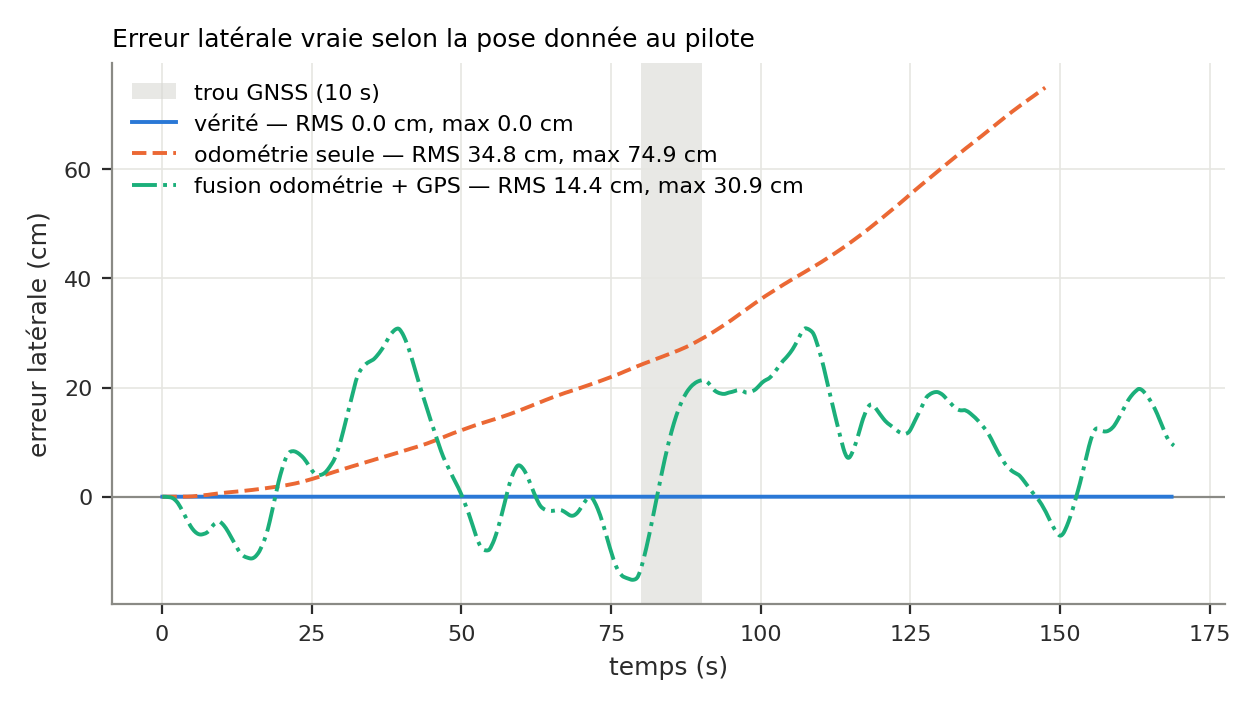 Erreur latérale vraie selon la pose donnée au pilote
trou GNSS (10 s)
vérité — RMS 0.0 cm, max 0.0 cm
odométrie seule — RMS 34.8 cm, max 74.9 cm
fusion odométrie + GPS — RMS 14.4 cm, max 30.9 cm
erreur latérale (cm)
60
40
20
0
0 25 50 75 100 125 150 175
temps (s)